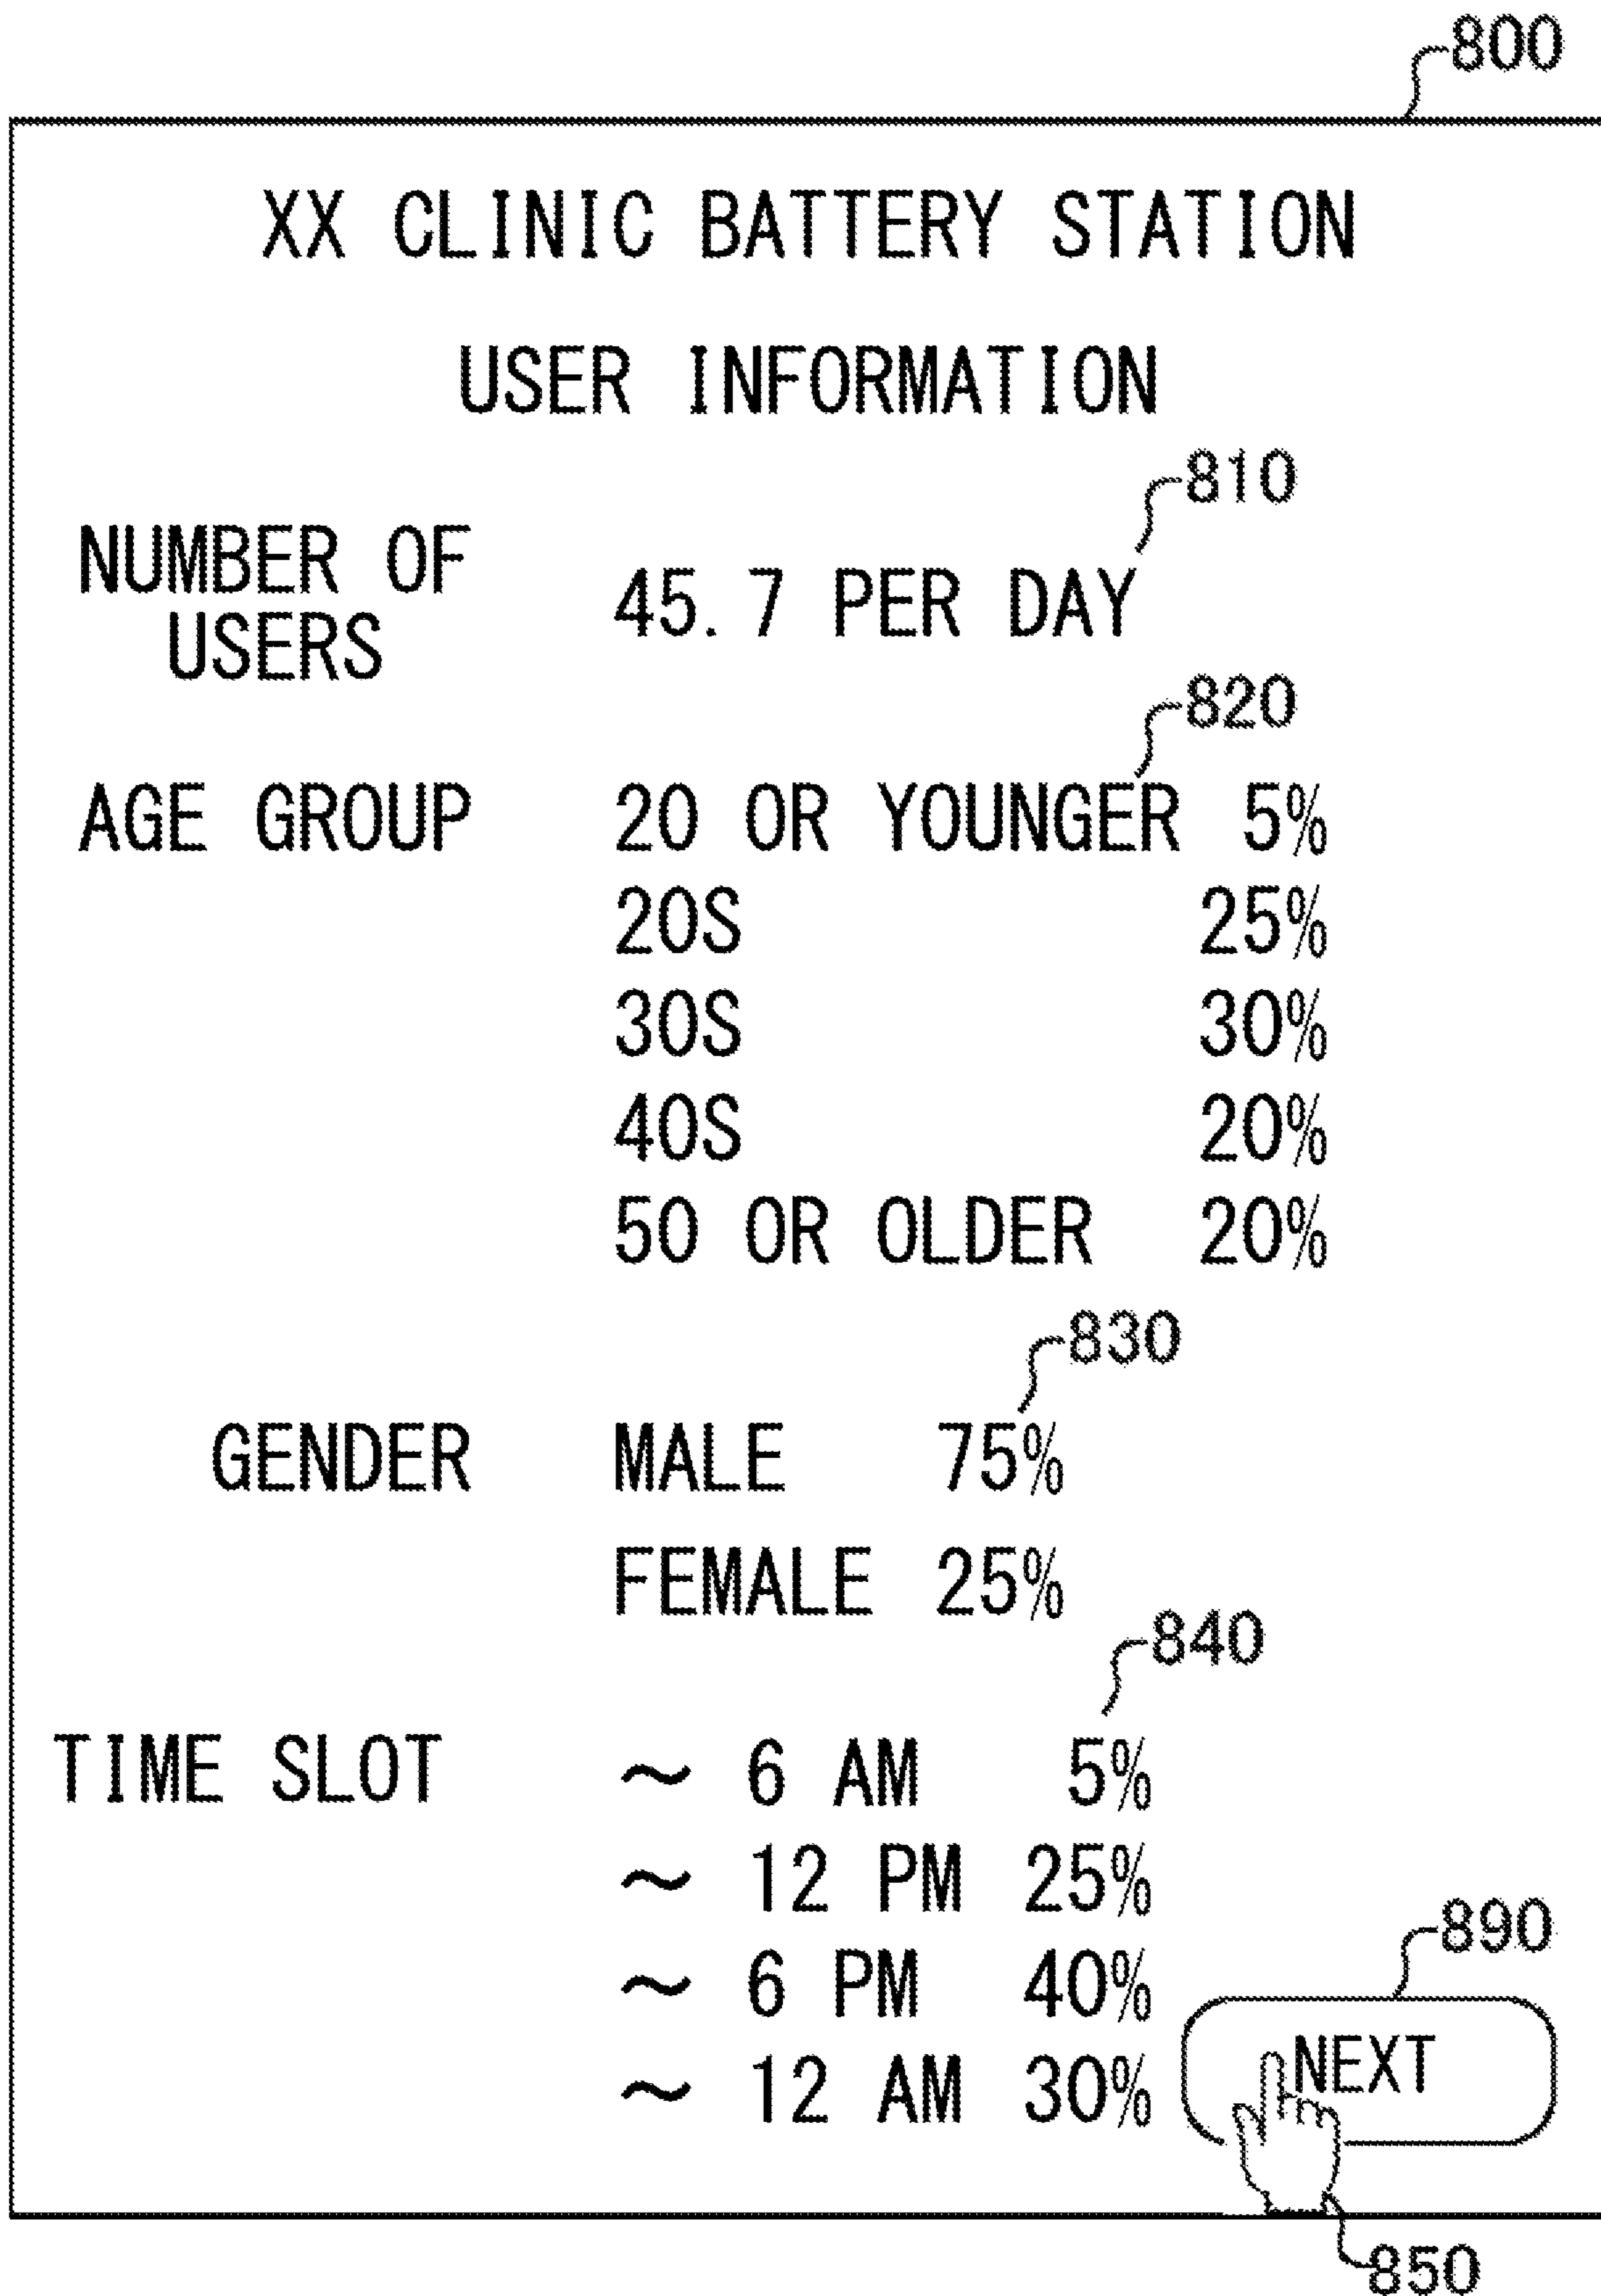 800
XX CLINIC BATTERY STATION
USER INFORMATION
810
NUMBER OF
USERS
45.7 PER DAY
820
AGE GROUP 20 OR YOUNGER 5%
20S 25%
30S 30%
40S 20%
50 OR OLDER 20%
830
GENDER MALE 75%
FEMALE 25%
840
TIME SLOT ～ 6 AM 5%
～ 12 PM 25%
890
～ 6 PM 40%
NEXT
～ 12 AM 30%
850